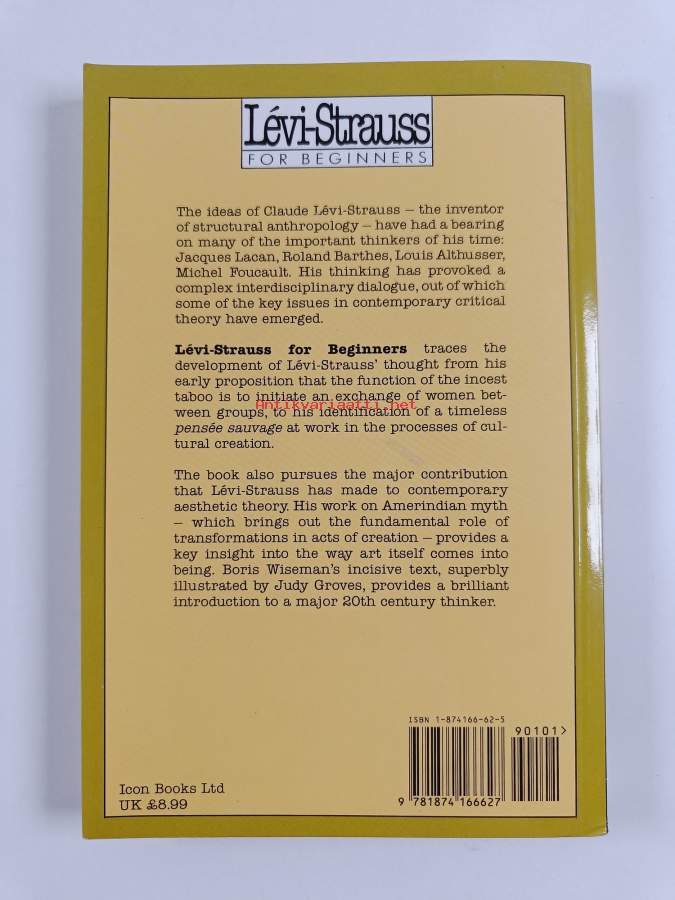 Lévi-Strauss
FOR BEGINNERS
The ideas of Claude Lévi-Strauss – the inventor
of structural anthropology – have had a bearing
on many of the important thinkers of his time:
Jacques Lacan, Roland Barthes, Louis Althusser,
Michel Foucault. His thinking has provoked a
complex interdisciplinary dialogue, out of which
some of the key issues in contemporary critical
theory have emerged.
Lévi-Strauss for Beginners traces the
development of Lévi-Strauss' thought from his
early proposition that the function of the incest
taboo is to initiate an exchange of women bet-
Antikvariaatti.net
ween groups, to his identification of a timeless
pensée sauvage at work in the processes of cul-
tural creation.
The book also pursues the major contribution
that Lévi-Strauss has made to contemporary
aesthetic theory. His work on Amerindian myth
– which brings out the fundamental role of
transformations in acts of creation – provides a
key insight into the way art itself comes into
being. Boris Wiseman's incisive text, superbly
illustrated by Judy Groves, provides a brilliant
introduction to a major 20th century thinker.
ISBN 1-874166-62-5
90101>
9 781874 166627
Icon Books Ltd
UK £8.99